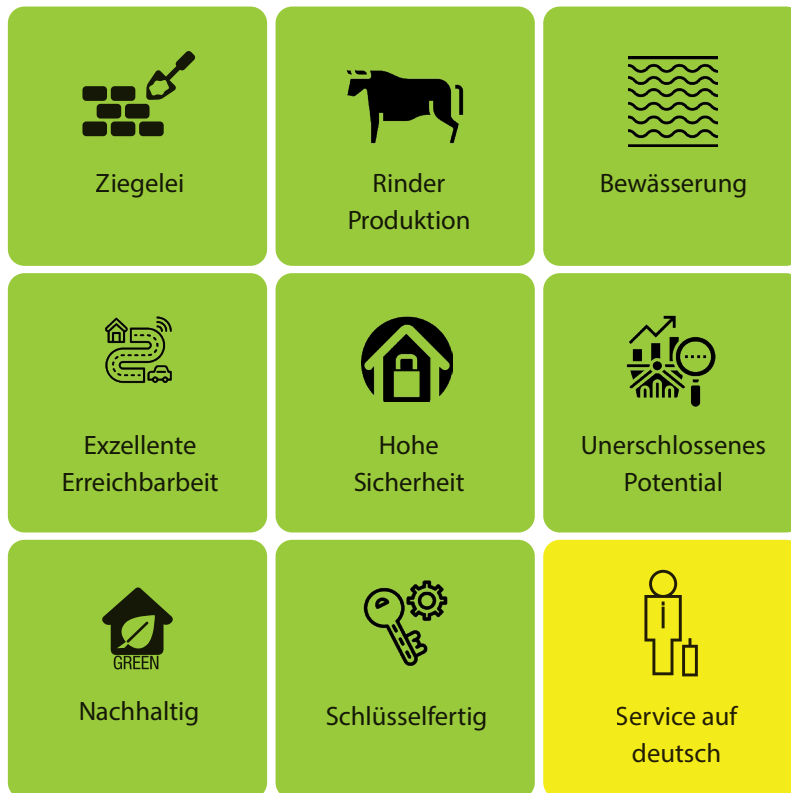 Ziegelei
Rinder
Produktion
Bewässerung
Exzellente
Erreichbarbeit
Hohe
Sicherheit
Unerschlossenes
Potential
GREEN
Nachhaltig
Schlüsselfertig
i
Service auf
deutsch